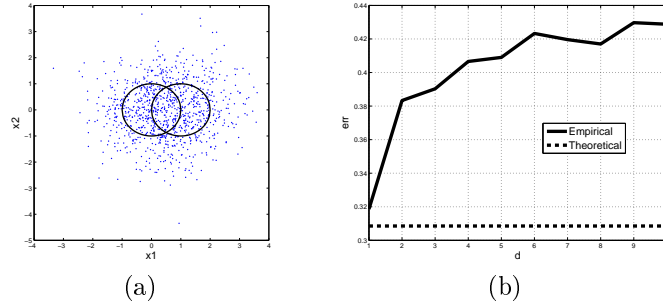 4
3
2
1
0
−1
−2
−3
−4
−5
x2
−4 −3 −2 −1 0 1 2 3 4
x1
(a)
0.44
0.42
0.4
0.38
0.36
0.34
0.32
0.3
err
Empirical
Theoretical
1 2 3 4 5 6 7 8 9
d
(b)